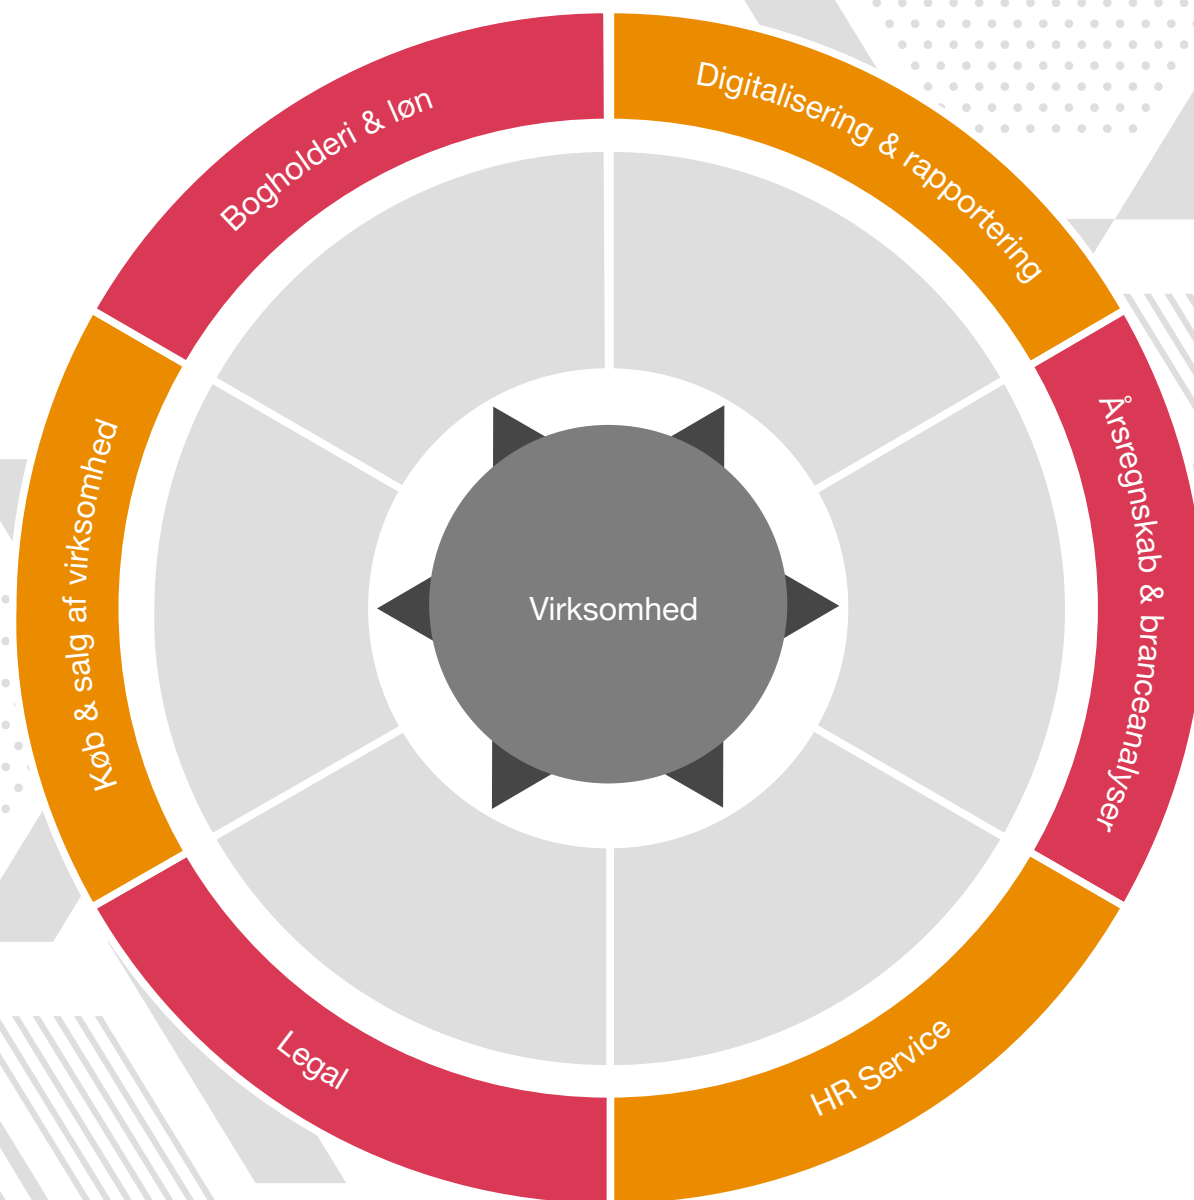 Bogholderi & løn
Digitalisering & rapportering
Årsregnskab & branceanalyser
HR Service
Legal
Køb & salg af virksomhed
Virksomhed